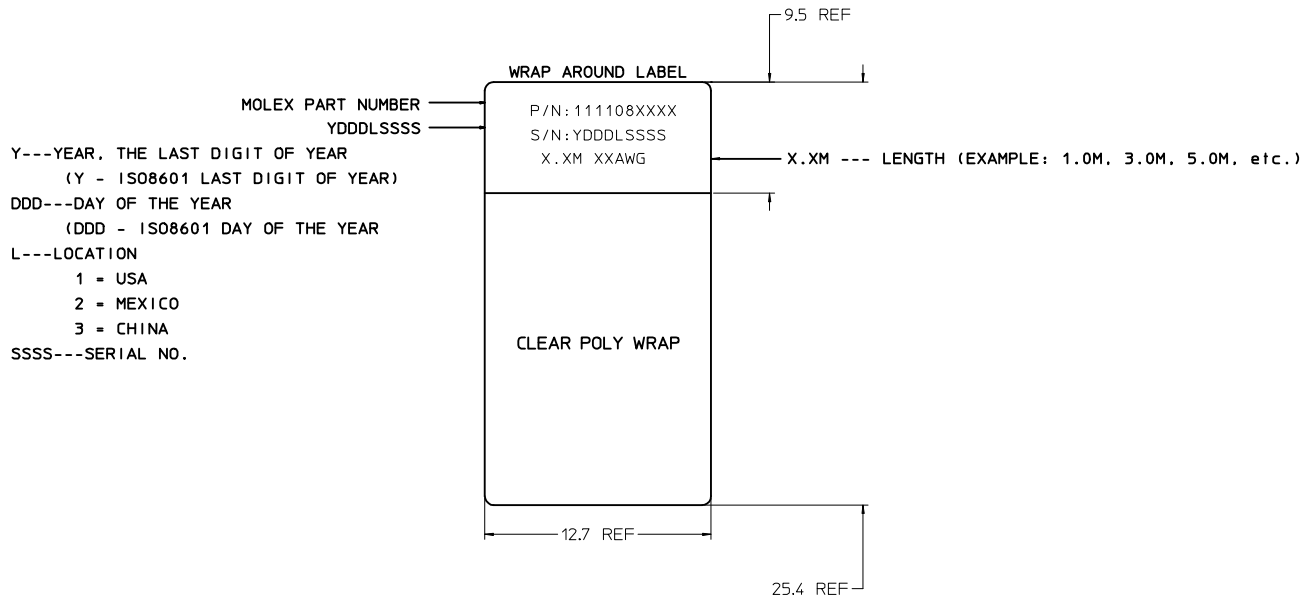 9.5 REF
WRAP AROUND LABEL
MOLEX PART NUMBER
YDDDLSSSS
P/N:111108XXXX
S/N:YDDDLSSSS
X.XM XXAWG
X.XM --- LENGTH (EXAMPLE: 1.0M, 3.0M, 5.0M, etc.)
Y---YEAR, THE LAST DIGIT OF YEAR
(Y - ISO8601 LAST DIGIT OF YEAR)
DDD---DAY OF THE YEAR
(DDD - ISO8601 DAY OF THE YEAR
L---LOCATION
1 = USA
2 = MEXICO
3 = CHINA
SSSS---SERIAL NO.
CLEAR POLY WRAP
12.7 REF
25.4 REF